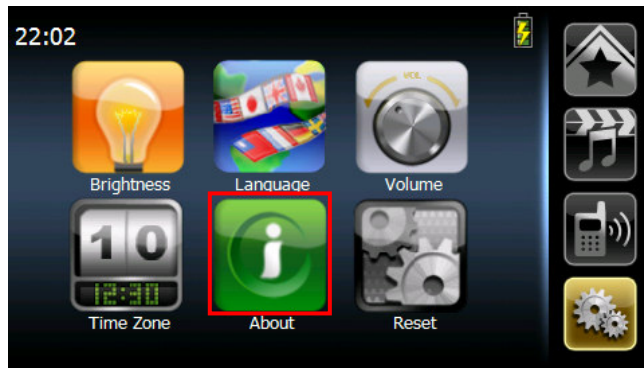 22:02
VOL
Brightness
Language
Volume
10
12:30
i
Time Zone
About
Reset